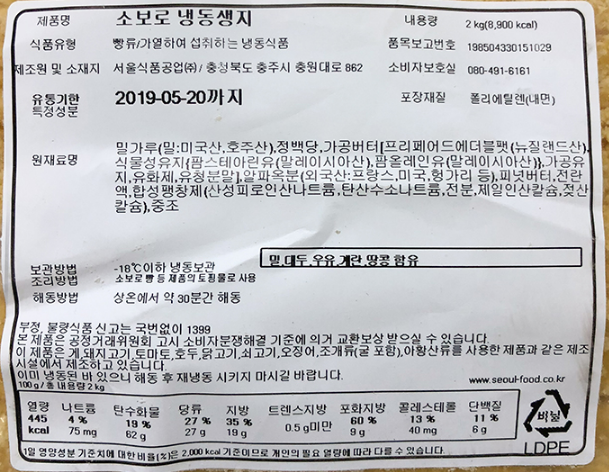 제품명 소보로 냉동생지 내용량 2 kg(8,900 kcal)
식품유형 빵류/가열하여 섭취하는 냉동식품 품목보고번호 198504330151029
제조원 및 소재지 서울식품공업(주)/충청북도 충주시 충원대로 862 소비자보호실 080-491-6161
유통기한 2019-05-20까지 포장재질 폴리에틸렌(내면)
특정성분
밀가루(밀:미국산,호주산),정백당,가공버터[프리페어드에더블팻(뉴질랜드산),
원재료명 식물성유지{팜스테아린유(말레이시아산),팜올레인유(말레이시아산)},가공유
지,유화제,유청분말],알파옥분(외국산:프랑스,미국,헝가리 등),피넛버터,전란
액,합성팽창제(산성피로인산나트륨,탄산수소나트륨,전분,제일인산칼슘,젖산
칼슘),중조
보관방법 -18℃이하 냉동보관 밀,대두,우유,계란,땅콩 함유
조리방법 소보로 빵 등 제품의 토핑물로 사용
해동방법 상온에서 약 30분간 해동
부정, 불량식품 신고는 국번없이 1399
본 제품은 공정거래위원회 고시 소비자분쟁해결 기준에 의거 교환보상 받으실 수 있습니다.
이 제품은 게,돼지고기,토마토,호두,닭고기,쇠고기,오징어,조개류(굴 포함),아황산류를 사용한 제품과 같은 제조
시설에서 제조하고 있습니다.
이미 냉동된 바 있으니 해동 후 재냉동 시키지 마시길 바랍니다. www.seoul-food.co.kr
100 g / 총 내용량 2 kg
열량 나트륨 탄수화물 당류 지방 트렌스지방 포화지방 콜레스테롤 단백질
445 4 % 19 % 27 % 35 % 0.5 g미만 60 % 13 % 11 %
kcal 75 mg 62 g 27 g 19 g 9 g 40 mg 6 g
비닐
LDPE
1일 영양성분 기준치에 대한 비율(%)은 2,000 kcal 기준이므로 개인의 필요 열량에 따라 다를 수 있습니다.